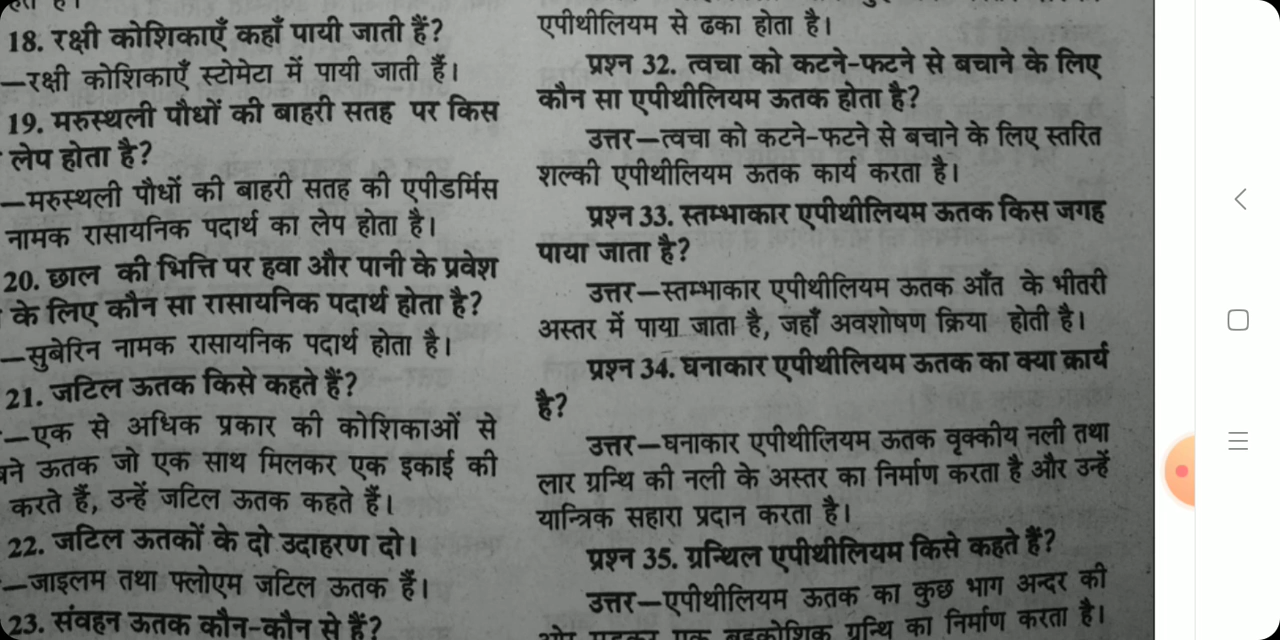 18. रक्षी कोशिकाएँ कहाँ पायी जाती हैं?
—रक्षी कोशिकाएँ स्टोमेटा में पायी जाती हैं।
19. मरुस्थली पौधों की बाहरी सतह पर किस
लेप होता है?
—मरुस्थली पौधों की बाहरी सतह की एपीडर्मिस
नामक रासायनिक पदार्थ का लेप होता है।
20. छाल की भित्ति पर हवा और पानी के प्रवेश
के लिए कौन सा रासायनिक पदार्थ होता है?
—सुबेरिन नामक रासायनिक पदार्थ होता है।
21. जटिल ऊतक किसे कहते हैं?
—एक से अधिक प्रकार की कोशिकाओं से
ऊतक जो एक साथ मिलकर एक इकाई की
करते हैं, उन्हें जटिल ऊतक कहते हैं।
22. जटिल ऊतकों के दो उदाहरण दो।
—जाइलम तथा फ्लोएम जटिल ऊतक हैं।
23. संवहन ऊतक कौन-कौन से हैं?
एपीथीलियम से ढका होता है।
प्रश्न 32. त्वचा को कटने-फटने से बचाने के लिए
कौन सा एपीथीलियम ऊतक होता है?
उत्तर—त्वचा को कटने-फटने से बचाने के लिए स्तरित
शल्की एपीथीलियम ऊतक कार्य करता है।
प्रश्न 33. स्तम्भाकार एपीथीलियम ऊतक किस जगह
पाया जाता है?
उत्तर—स्तम्भाकार एपीथीलियम ऊतक आँत के भीतरी
अस्तर में पाया जाता है, जहाँ अवशोषण क्रिया होती है।
प्रश्न 34. घनाकार एपीथीलियम ऊतक का क्या कार्य
है?
उत्तर—घनाकार एपीथीलियम ऊतक वृक्कीय नली तथा
लार ग्रन्थि की नली के अस्तर का निर्माण करता है और उन्हें
यान्त्रिक सहारा प्रदान करता है।
प्रश्न 35. ग्रन्थिल एपीथीलियम किसे कहते हैं?
उत्तर—एपीथीलियम ऊतक का कुछ भाग अन्दर की
ओर मुड़कर एक बहुकोशिक ग्रन्थि का निर्माण करता है।